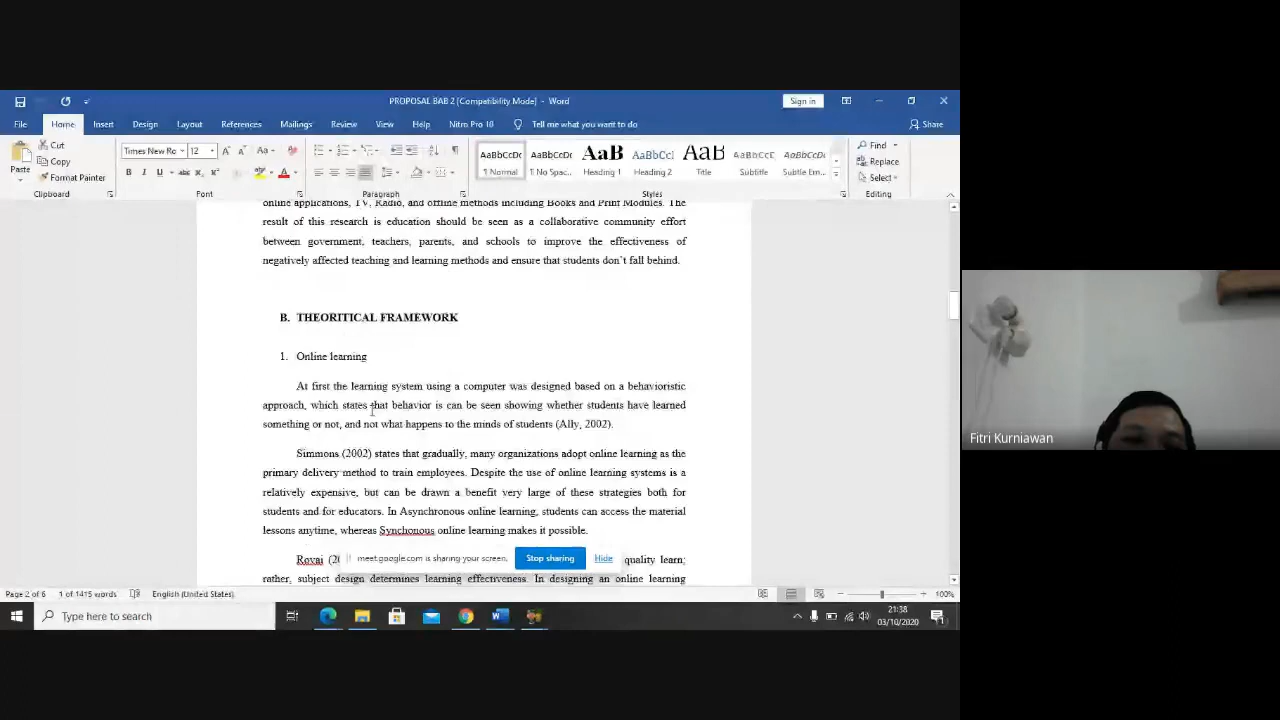 PROPOSAL BAB 2 [Compatibility Mode] - Word
Sign in
File Home Insert Design Layout References Mailings Review View Help Nitro Pro 10 Tell me what you want to do Share
Paste
Cut
Copy
Format Painter
Clipboard
Times New Ro 12
Font
Paragraph
AaBbCcDc AaBbCcDc AaB AaBbCcl AaB AaBbCcE AaBbCcDc
1 Normal 1 No Spac... Heading 1 Heading 2 Title Subtitle Subtle Em...
Styles
Find
Replace
Select
Editing
online applications, TV, Radio, and offline methods including Books and Print Modules. The
result of this research is education should be seen as a collaborative community effort
between government, teachers, parents, and schools to improve the effectiveness of
negatively affected teaching and learning methods and ensure that students don't fall behind.
B. THEORITICAL FRAMEWORK
1. Online learning
At first the learning system using a computer was designed based on a behavioristic
approach, which states that behavior is can be seen showing whether students have learned
something or not, and not what happens to the minds of students (Ally, 2002).
Simmons (2002) states that gradually, many organizations adopt online learning as the
primary delivery method to train employees. Despite the use of online learning systems is a
relatively expensive, but can be drawn a benefit very large of these strategies both for
students and for educators. In Asynchronous online learning, students can access the material
lessons anytime, whereas Synchonous online learning makes it possible.
Rovai (20 quality learn;
meet.google.com is sharing your screen. Stop sharing Hide
rather, subject design determines learning effectiveness. In designing an online learning
Page 2 of 6 1 of 1415 words English (United States) 100%
Type here to search
21:38
03/10/2020
Fitri Kurniawan